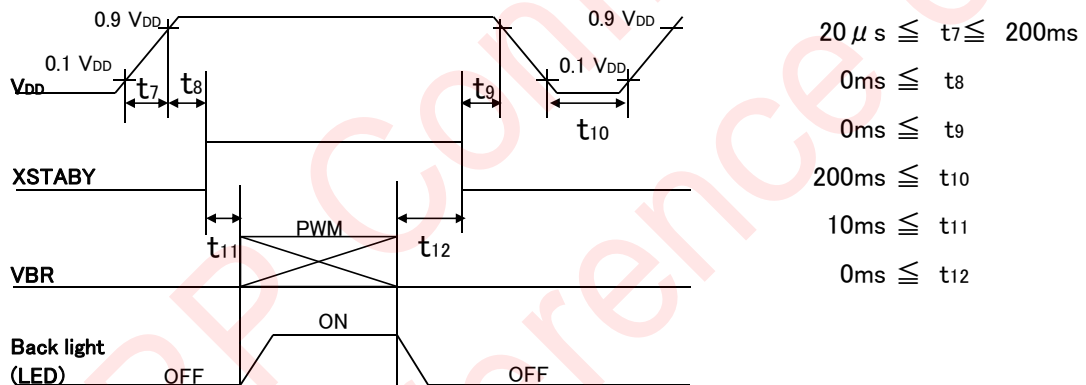 0.9 VDD
0.9 VDD
0.1 VDD
0.1 VDD
VDD
t7
t8
t9
t10
XSTABY
t11
PWM
t12
VBR
ON
Back light
(LED)
OFF
OFF
20μs ≦ t7≦ 200ms
0ms ≦ t8
0ms ≦ t9
200ms ≦ t10
10ms ≦ t11
0ms ≦ t12